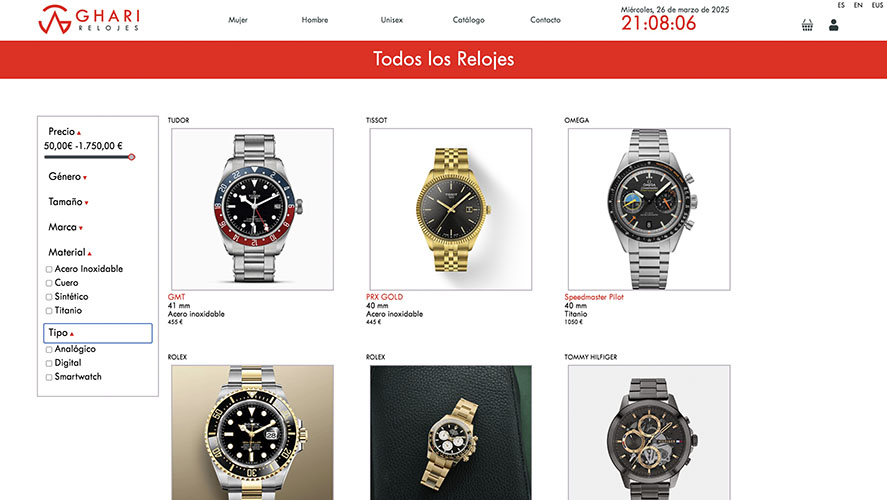 GHARI
RELOJES
Mujer
Hombre
Unisex
Catálogo
Contacto
Miércoles, 26 de marzo de 2025
21:08:06
ES EN EUS
Todos los Relojes
Precio
50,00€ -1.750,00 €
Género
Tamaño
Marca
Material
Acero Inoxidable
Cuero
Sintético
Titanio
Tipo
Analógico
Digital
Smartwatch
TUDOR
GMT
41 mm
Acero inoxidable
455 €
TISSOT
PRX GOLD
40 mm
Acero inoxidable
445 €
OMEGA
Speedmaster Pilot
40 mm
Titanio
1050 €
ROLEX
ROLEX
TOMMY HILFIGER